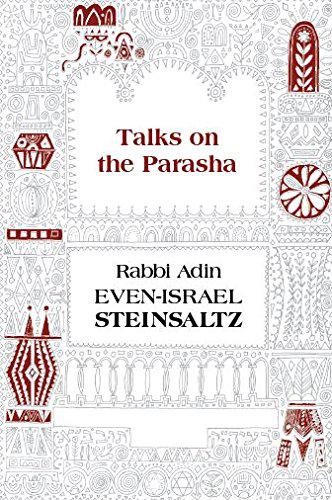 Talks on
the Parasha
Rabbi Adin
EVEN-ISRAEL
STEINSALTZ